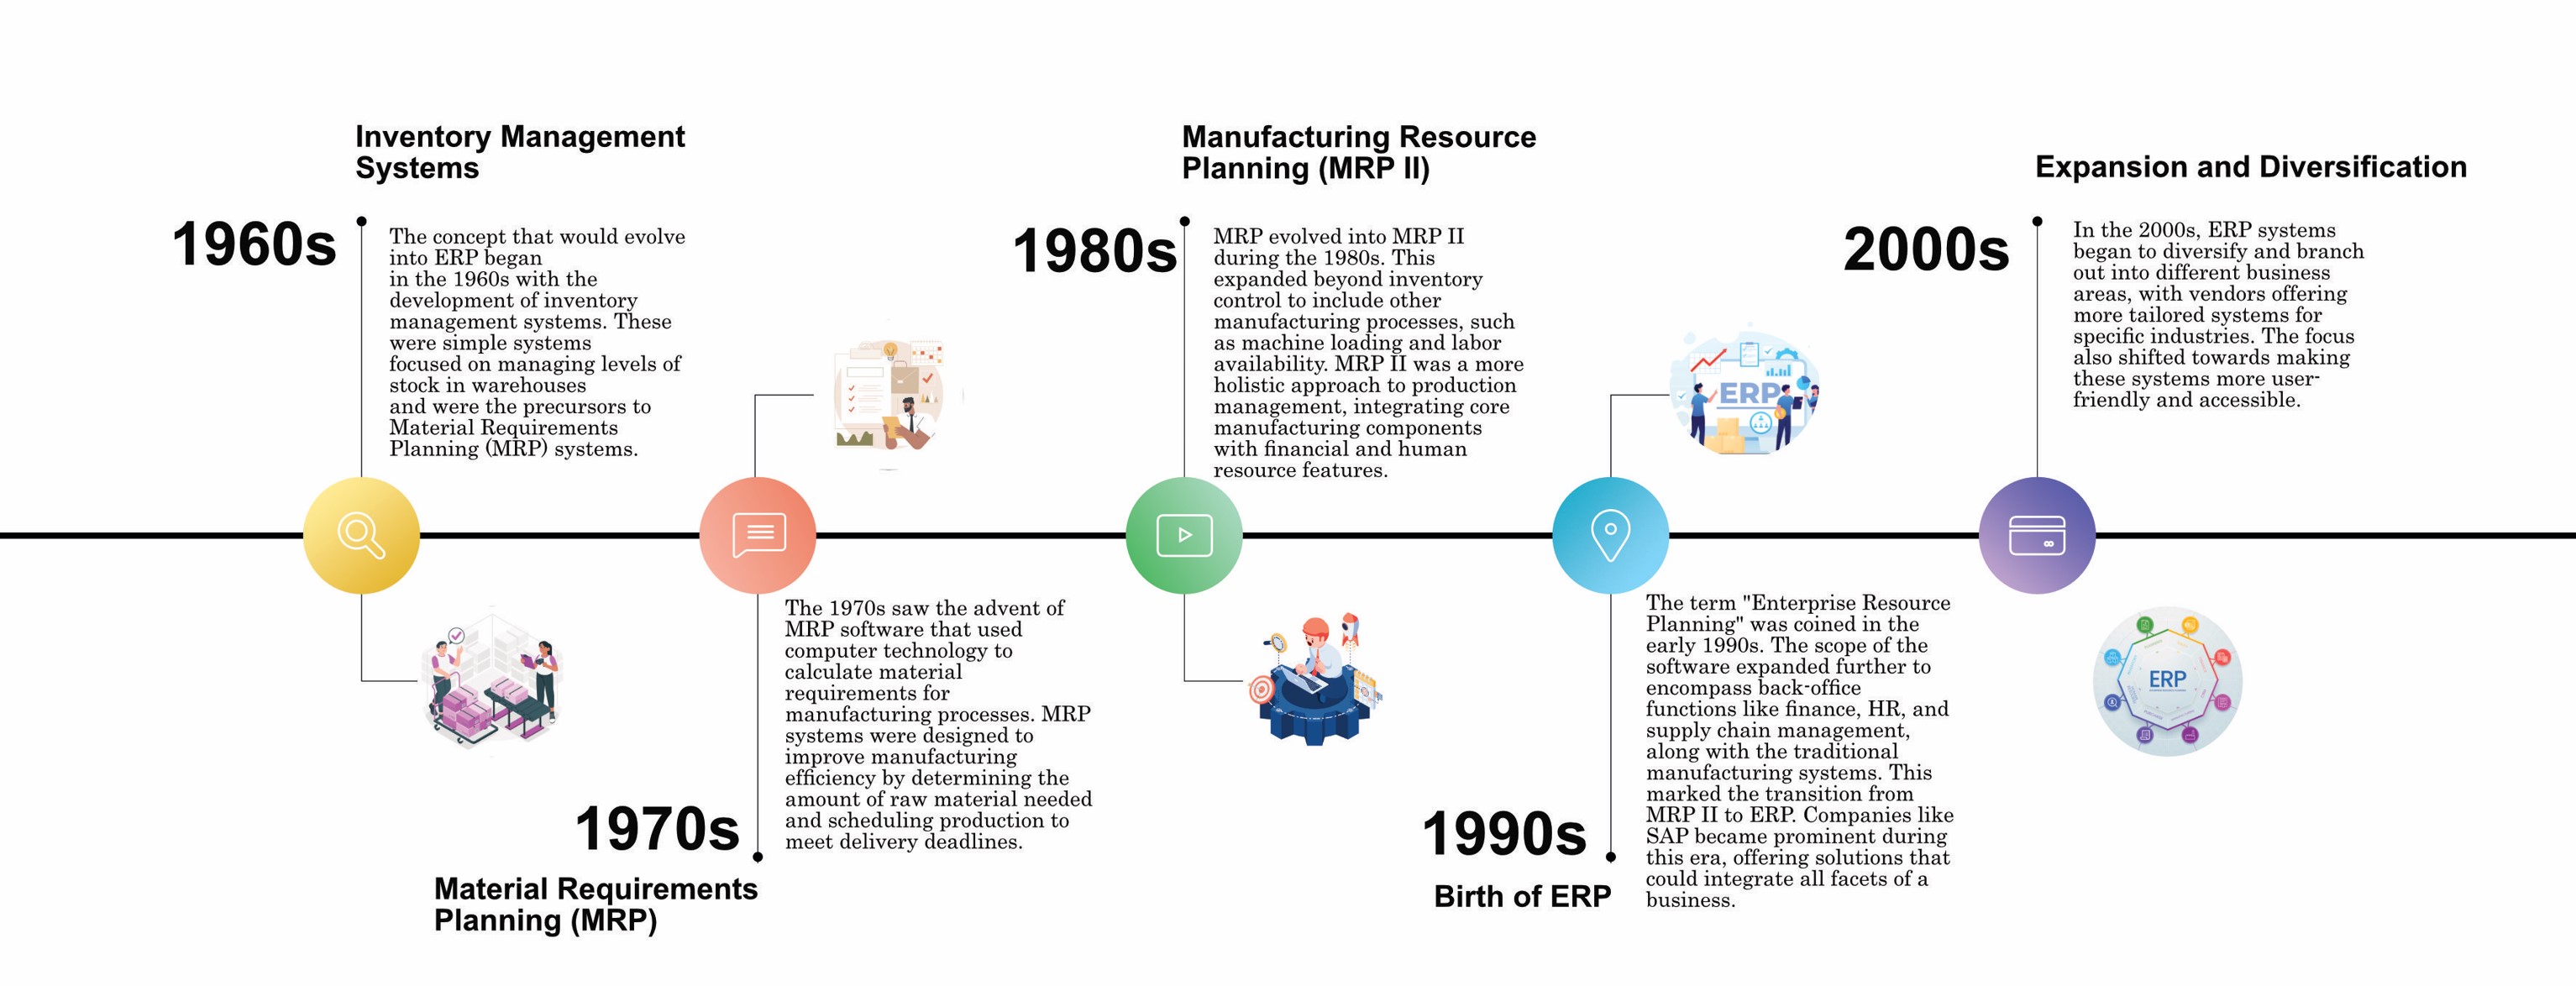 Inventory Management
Systems
1960s
The concept that would evolve
into ERP began
in the 1960s with the
development of inventory
management systems. These
were simple systems
focused on managing levels of
stock in warehouses
and were the precursors to
Material Requirements
Planning (MRP) systems.
The 1970s saw the advent of
MRP software that used
computer technology to
calculate material
requirements for
manufacturing processes. MRP
systems were designed to
improve manufacturing
efficiency by determining the
amount of raw material needed
and scheduling production to
meet delivery deadlines.
1970s
Material Requirements
Planning (MRP)
Manufacturing Resource
Planning (MRP II)
1980s
MRP evolved into MRP II
during the 1980s. This
expanded beyond inventory
control to include other
manufacturing processes, such
as machine loading and labor
availability. MRP II was a more
holistic approach to production
management, integrating core
manufacturing components
with financial and human
resource features.
ERP
The term "Enterprise Resource
Planning" was coined in the
early 1990s. The scope of the
software expanded further to
encompass back-office
functions like finance, HR, and
supply chain management,
along with the traditional
manufacturing systems. This
marked the transition from
MRP II to ERP. Companies like
SAP became prominent during
this era, offering solutions that
could integrate all facets of a
business.
1990s
Birth of ERP
Expansion and Diversification
2000s
In the 2000s, ERP systems
began to diversify and branch
out into different business
areas, with vendors offering
more tailored systems for
specific industries. The focus
also shifted towards making
these systems more user-
friendly and accessible.
ERP